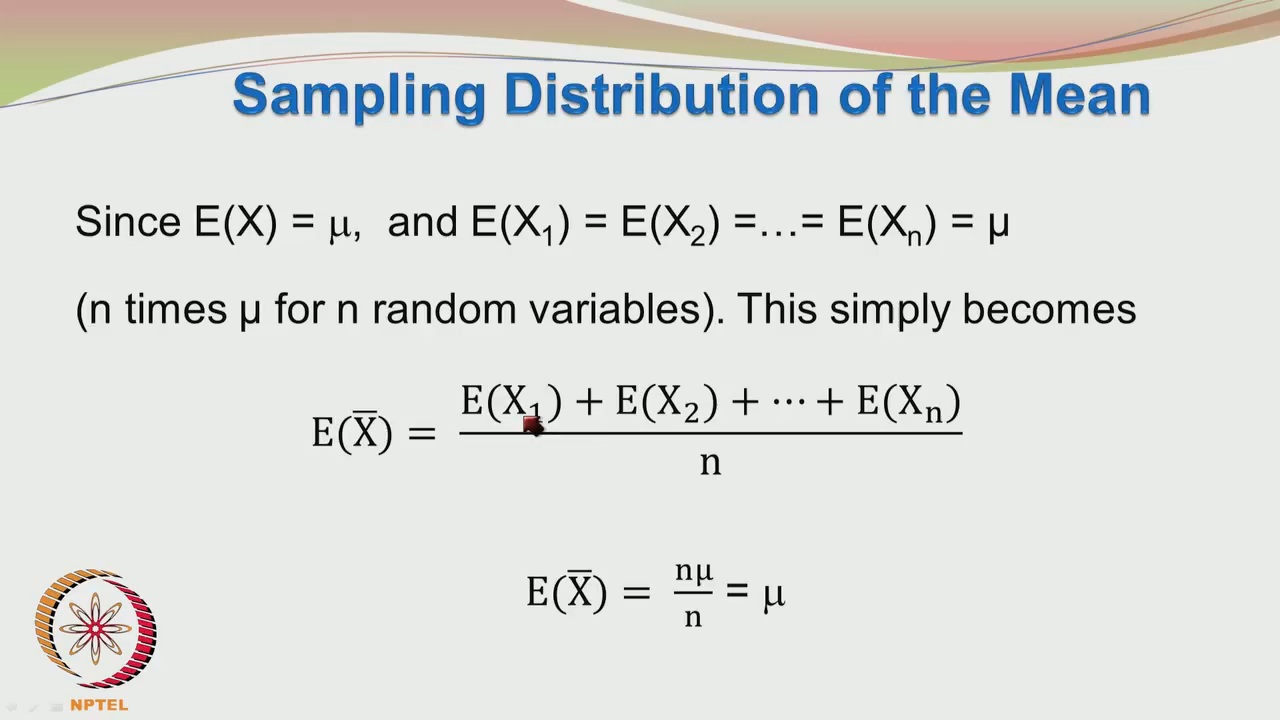 Sampling Distribution of the Mean
Since E(X) = μ, and E(X₁) = E(X₂) =…= E(Xₙ) = μ
(n times μ for n random variables). This simply becomes
E(X̅) = (E(X₁) + E(X₂) + ⋯ + E(Xₙ)) / n
E(X̅) = nμ/n = μ
NPTEL